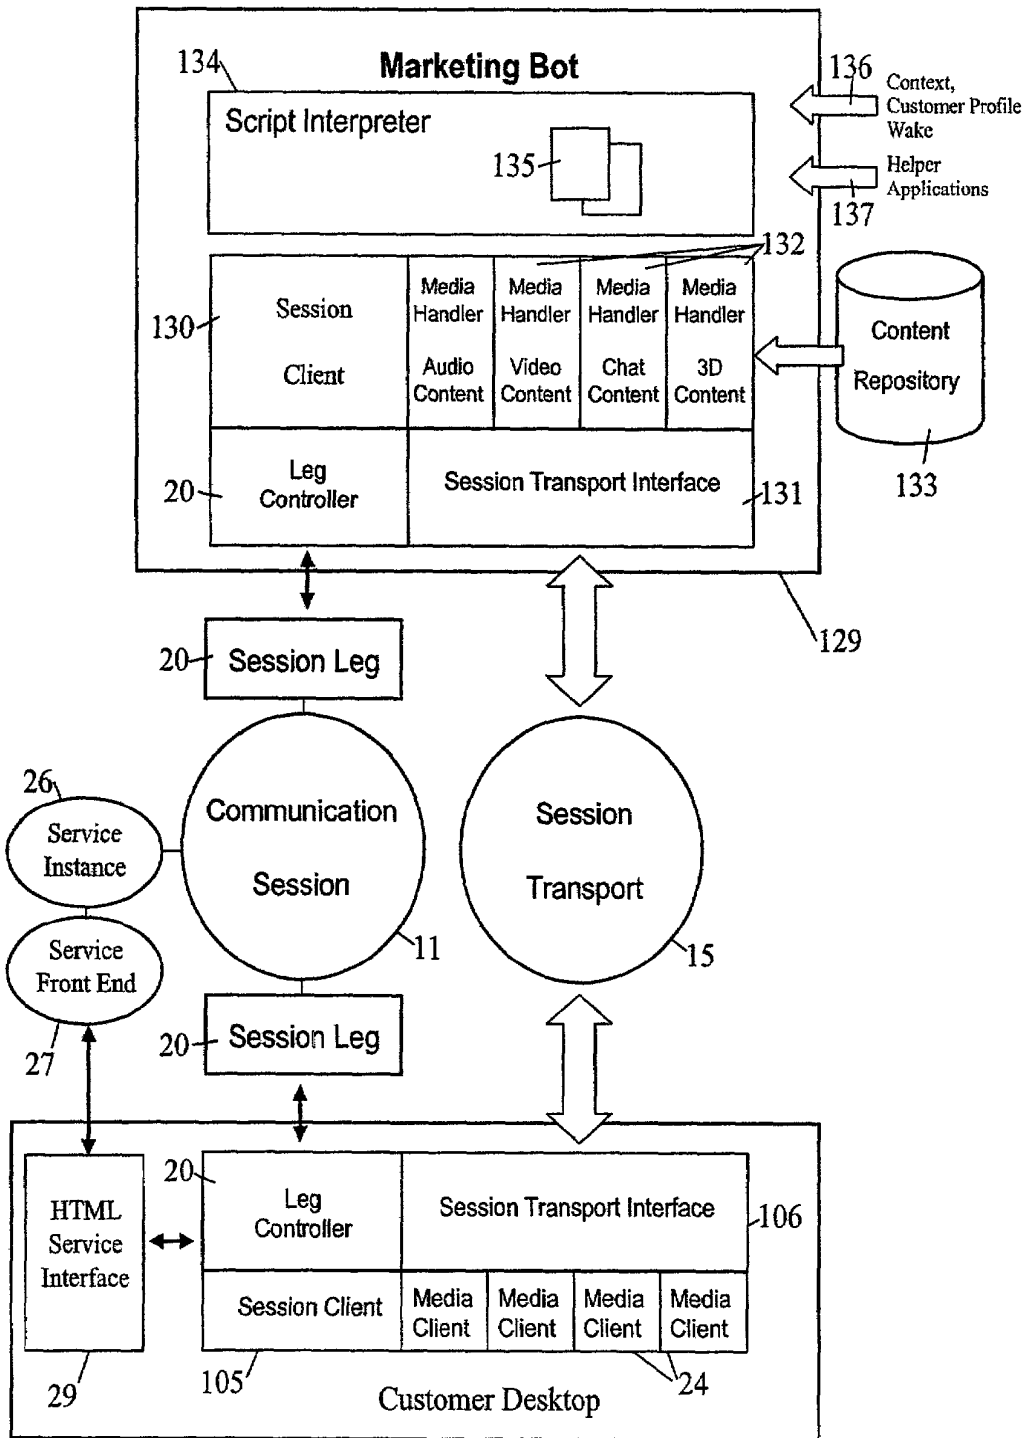 Marketing Bot
134
Script Interpreter
135
136
Context,
Customer Profile
Wake
Helper
Applications
137
132
130
Session
Client
Media
Handler
Audio
Content
Media
Handler
Video
Content
Media
Handler
Chat
Content
Media
Handler
3D
Content
Content
Repository
133
20
Leg
Controller
Session Transport Interface
131
129
20
Session Leg
26
Service
Instance
Communication
Session
11
Session
Transport
15
Service
Front End
27
20
Session Leg
HTML
Service
Interface
29
20
Leg
Controller
Session Transport Interface
106
Session Client
105
Media
Client
Media
Client
Media
Client
Media
Client
24
Customer Desktop